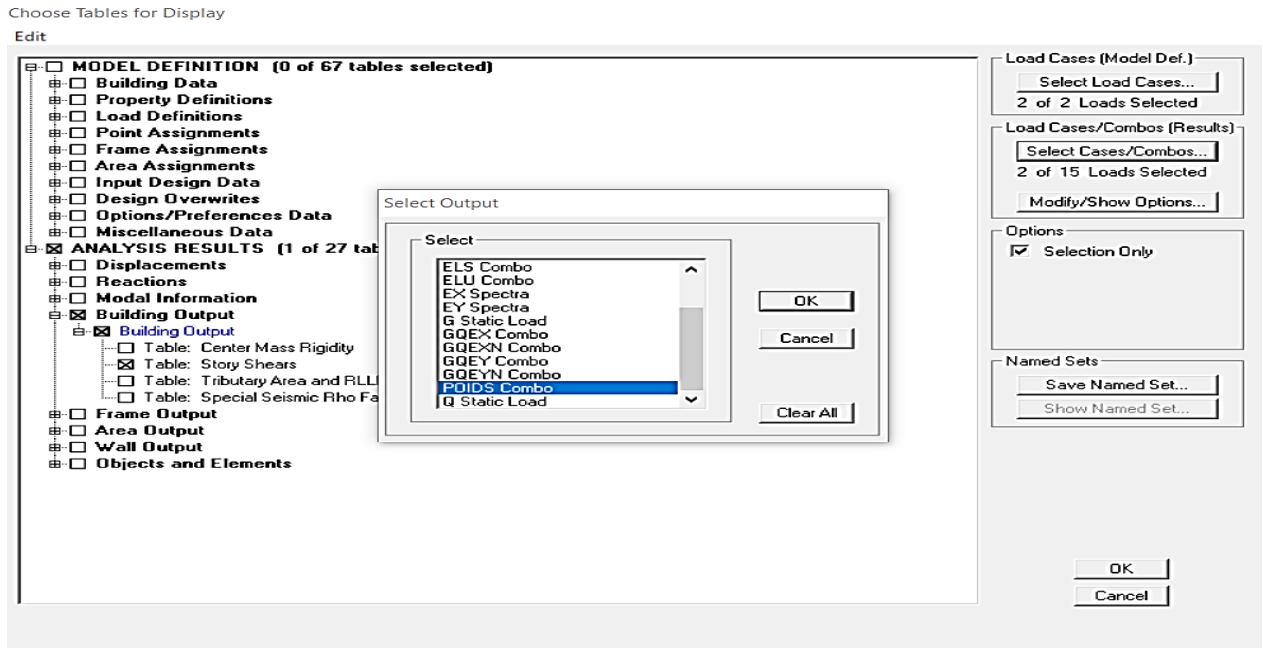 Choose Tables for Display
Edit
MODEL DEFINITION (0 of 67 tables selected)
Building Data
Property Definitions
Load Definitions
Point Assignments
Frame Assignments
Area Assignments
Input Design Data
Design Overwrites
Options/Preferences Data
Miscellaneous Data
ANALYSIS RESULTS (1 of 27 tab
Displacements
Reactions
Modal Information
Building Output
Building Output
Table: Center Mass Rigidity
Table: Story Shears
Table: Tributary Area and RLL
Table: Special Seismic Rho Fa
Frame Output
Area Output
Wall Output
Objects and Elements
Select Output
Select
ELS Combo
ELU Combo
EX Spectra
EY Spectra
G Static Load
GQEX Combo
GQEXN Combo
GQEY Combo
GQEYN Combo
POIDS Combo
Q Static Load
OK
Cancel
Clear All
Load Cases (Model Def.)
Select Load Cases...
2 of 2 Loads Selected
Load Cases/Combos (Results)
Select Cases/Combos...
2 of 15 Loads Selected
Modify/Show Options...
Options
Selection Only
Named Sets
Save Named Set...
Show Named Set...
OK
Cancel